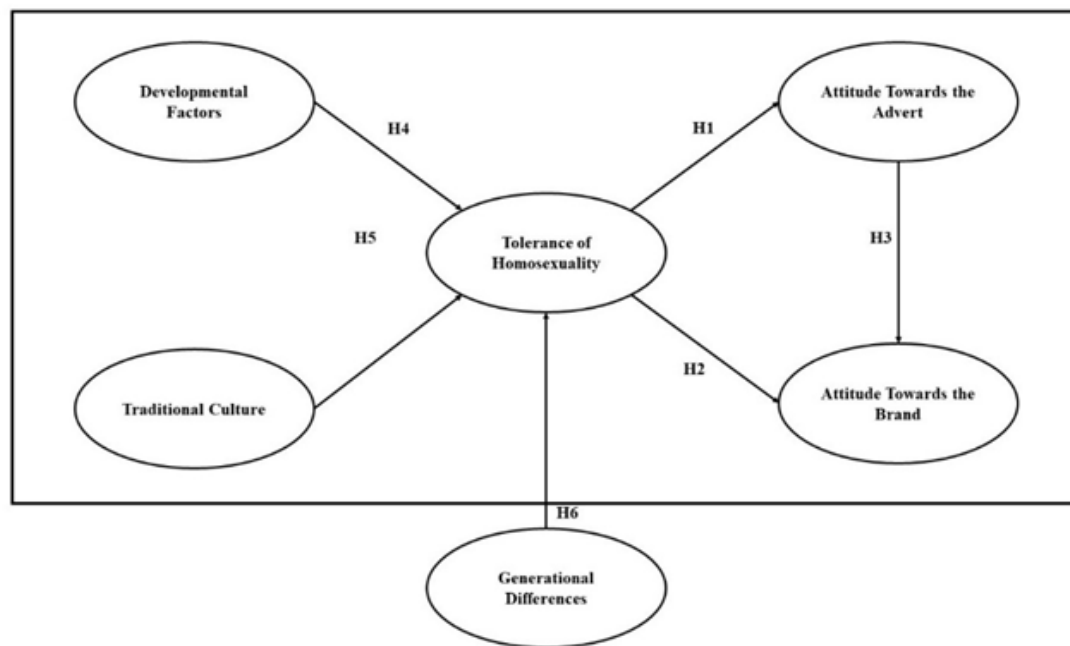 Developmental
Factors
Attitude Towards the
Advert
H4
H1
H5
Tolerance of
Homosexuality
H3
H2
Traditional Culture
Attitude Towards the
Brand
H6
Generational
Differences